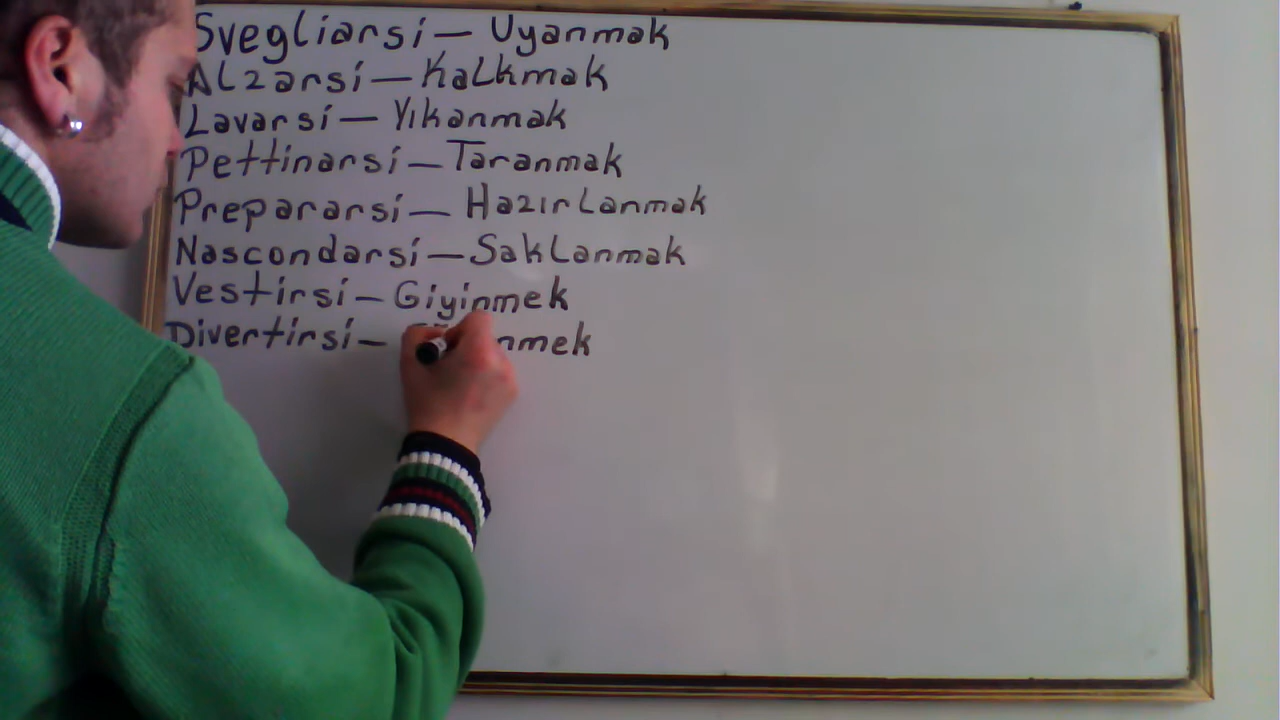 Svegliarsi - Uyanmak
Alzarsi - Kalkmak
Lavarsi - Yıkanmak
Pettinarsi - Taranmak
Prepararsi - Hazırlanmak
Nascondarsi - Saklanmak
Vestirsi - Giyinmek
Divertirsi -